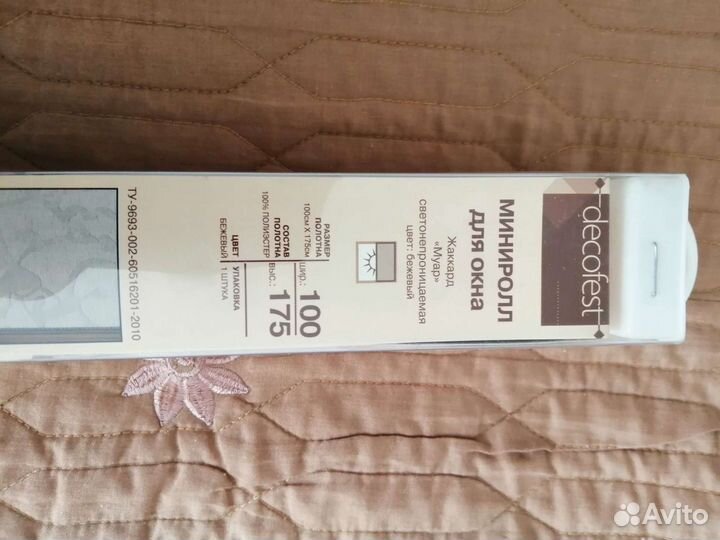 decofest
МИНИРОЛЛ
ДЛЯ ОКНА
Жаккард
«Муар»
светонепроницаемая
цвет: бежевый
РАЗМЕР
ПОЛОТНА
100см X 175см
СОСТАВ
ПОЛОТНА
100% ПОЛИЭСТЕР
ЦВЕТ
БЕЖЕВЫЙ
УПАКОВКА
1 ШТУКА
шир.: 100
выс.: 175
ТУ-9693-002-60516201-2010
Avito